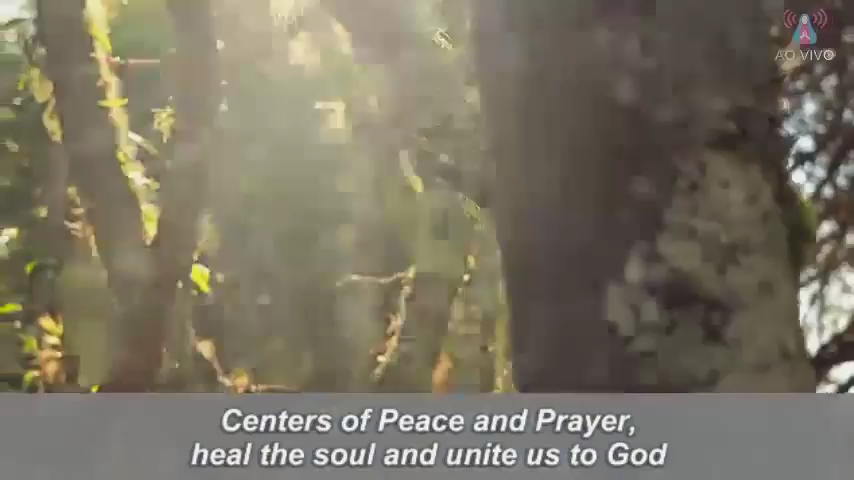 AO VIVO
Centers of Peace and Prayer,
heal the soul and unite us to God